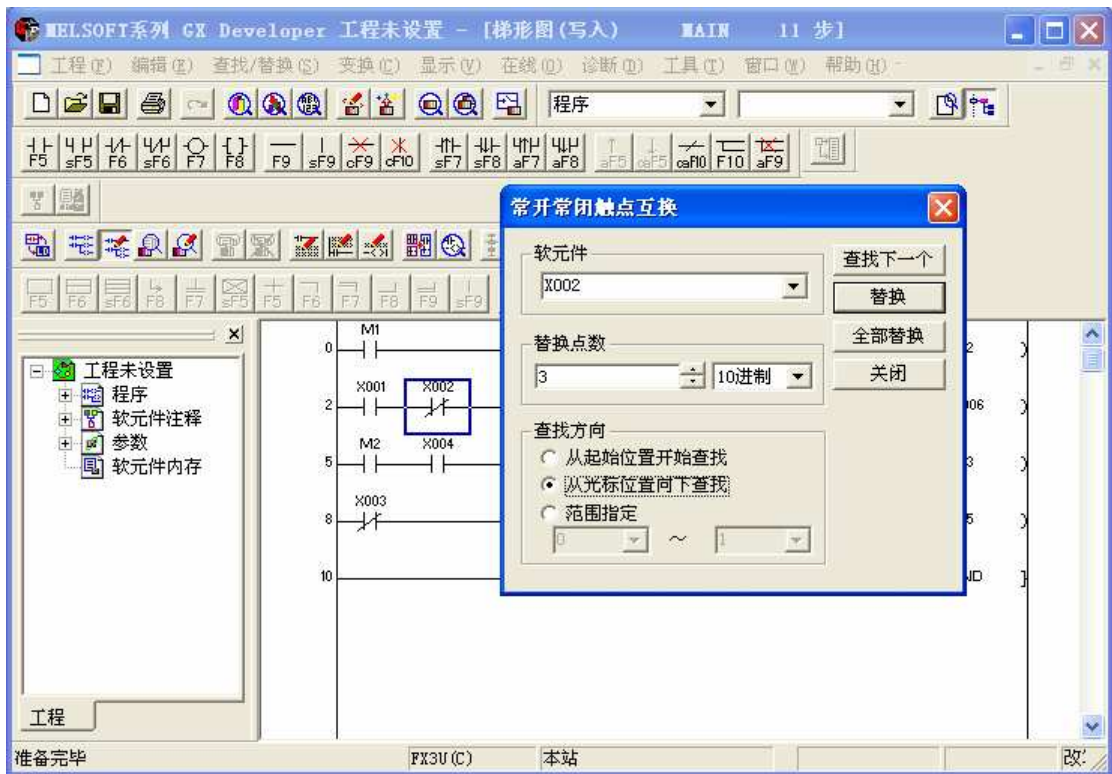 MELSOFT系列 GX Developer 工程未设置 - [梯形图(写入) MAIN 11 步]
工程(F) 编辑(E) 查找/替换(S) 变换(C) 显示(V) 在线(O) 诊断(D) 工具(T) 窗口(W) 帮助(H)
程序
F5 sF5 F6 sF6 F7 F8 F9 sF9 cF9 cF10 sF7 sF8 aF7 aF8 aF5 caF5 caF10 F10 aF9
F5 F6 sF6 F8 F7 sF5 F5 F6 F7 F8 F9 sF9
工程未设置
程序
软元件注释
参数
软元件内存
工程
0 M1 2
2 X001 X002 06
5 M2 X004 3
8 X003 5
10 ND
常开常闭触点互换
软元件
X002
替换点数
3 10进制
查找方向
从起始位置开始查找
从光标位置向下查找
范围指定
0 ～ 1
查找下一个
替换
全部替换
关闭
准备完毕 FX3U(C) 本站 改